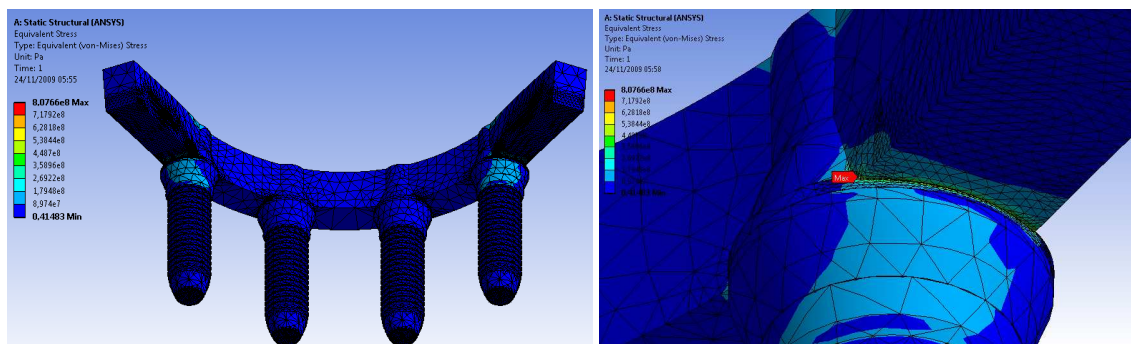 A: Static Structural (ANSYS)
Equivalent Stress
Type: Equivalent (von-Mises) Stress
Unit: Pa
Time: 1
24/11/2009 05:55
8,0766e8 Max
7,1792e8
6,2818e8
5,3844e8
4,487e8
3,5896e8
2,6922e8
1,7948e8
8,974e7
0,41483 Min
A: Static Structural (ANSYS)
Equivalent Stress
Type: Equivalent (von-Mises) Stress
Unit: Pa
Time: 1
24/11/2009 05:58
8,0766e8 Max
7,1792e8
6,2818e8
5,3844e8
Max